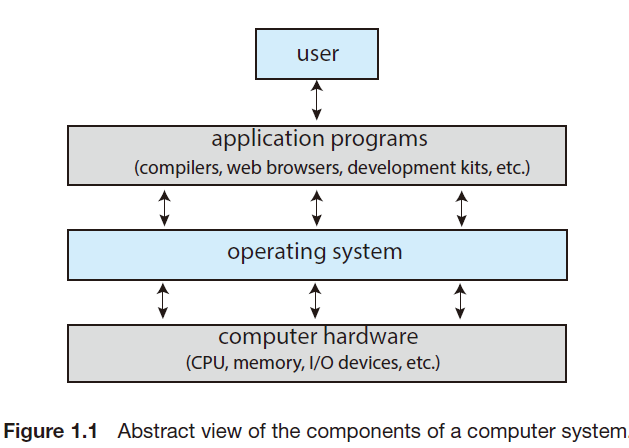 user
application programs
(compilers, web browsers, development kits, etc.)
operating system
computer hardware
(CPU, memory, I/O devices, etc.)
Figure 1.1 Abstract view of the components of a computer system